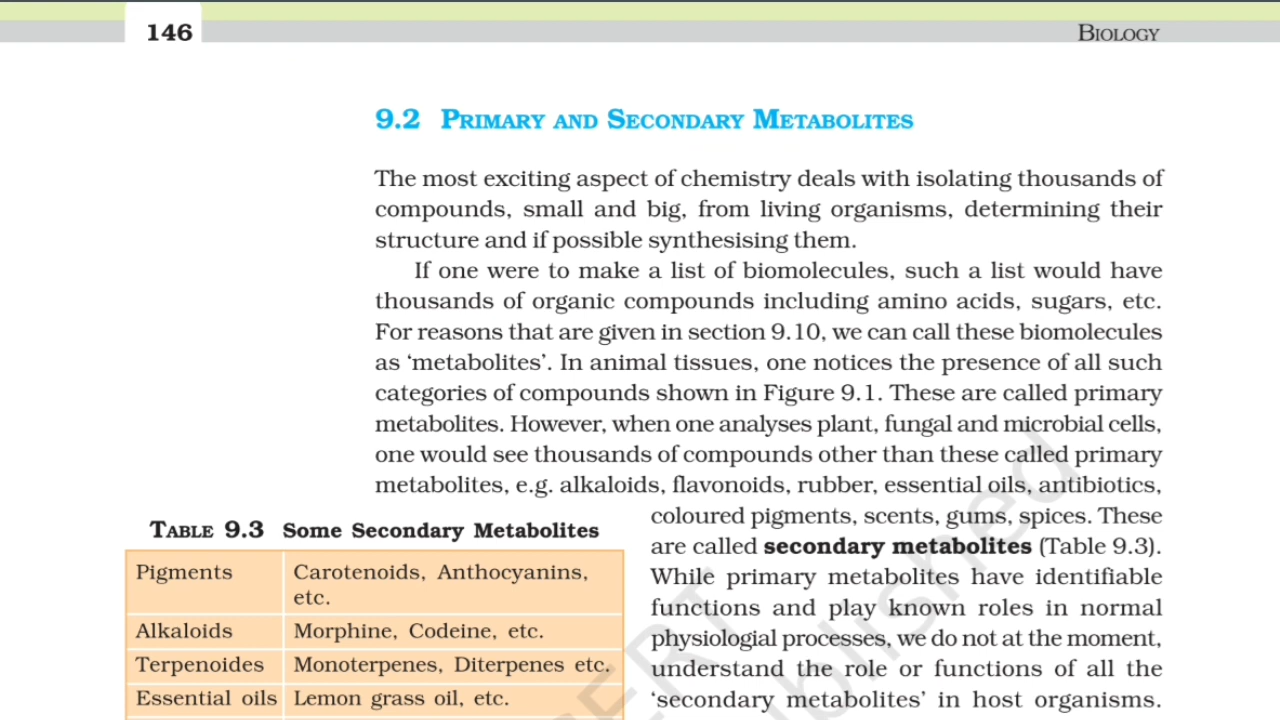 146
BIOLOGY
9.2 PRIMARY AND SECONDARY METABOLITES
The most exciting aspect of chemistry deals with isolating thousands of
compounds, small and big, from living organisms, determining their
structure and if possible synthesising them.
If one were to make a list of biomolecules, such a list would have
thousands of organic compounds including amino acids, sugars, etc.
For reasons that are given in section 9.10, we can call these biomolecules
as ‘metabolites’. In animal tissues, one notices the presence of all such
categories of compounds shown in Figure 9.1. These are called primary
metabolites. However, when one analyses plant, fungal and microbial cells,
one would see thousands of compounds other than these called primary
metabolites, e.g. alkaloids, flavonoids, rubber, essential oils, antibiotics,
coloured pigments, scents, gums, spices. These
are called secondary metabolites (Table 9.3).
While primary metabolites have identifiable
functions and play known roles in normal
physiologial processes, we do not at the moment,
understand the role or functions of all the
‘secondary metabolites’ in host organisms.
TABLE 9.3 Some Secondary Metabolites
Pigments Carotenoids, Anthocyanins,
etc.
Alkaloids Morphine, Codeine, etc.
Terpenoides Monoterpenes, Diterpenes etc.
Essential oils Lemon grass oil, etc.